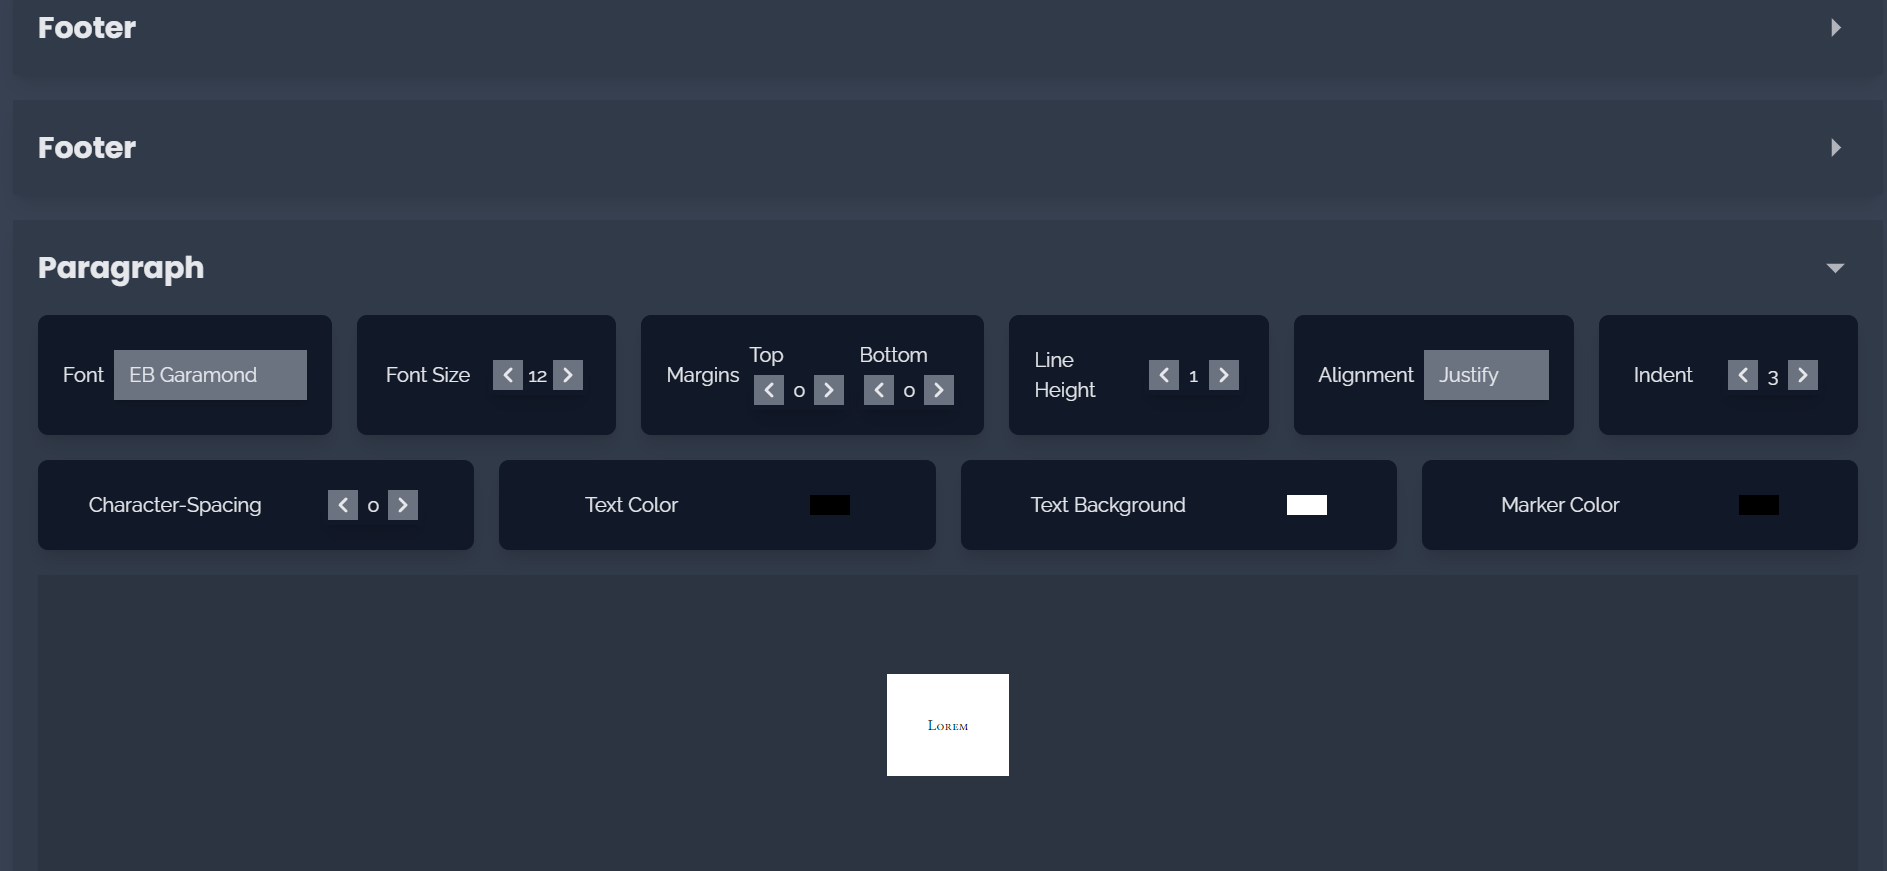 Footer
Footer
Paragraph
Font EB Garamond
Font Size 12
Margins Top 0 Bottom 0
Line Height 1
Alignment Justify
Indent 3
Character-Spacing 0
Text Color
Text Background
Marker Color
Lorem